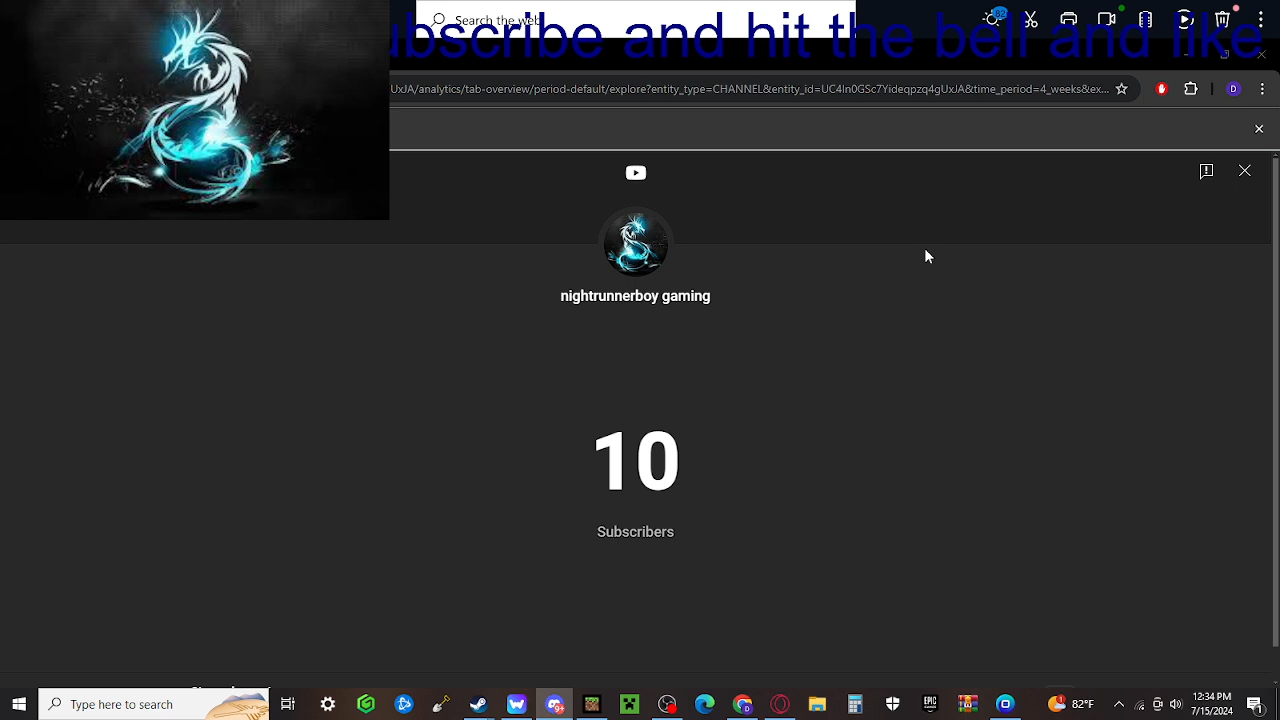 Search the web
ubscribe and hit the bell and like
UxJA/analytics/tab-overview/period-default/explore?entity_type=CHANNEL&entity_id=UC4In0GSc7Yiqappzq4gUxJA&time_period=4_weeks&ex...
D
nightrunnerboy gaming
10
Subscribers
Type here to search
EPIC
82°F
12:34 PM
7/15/2024